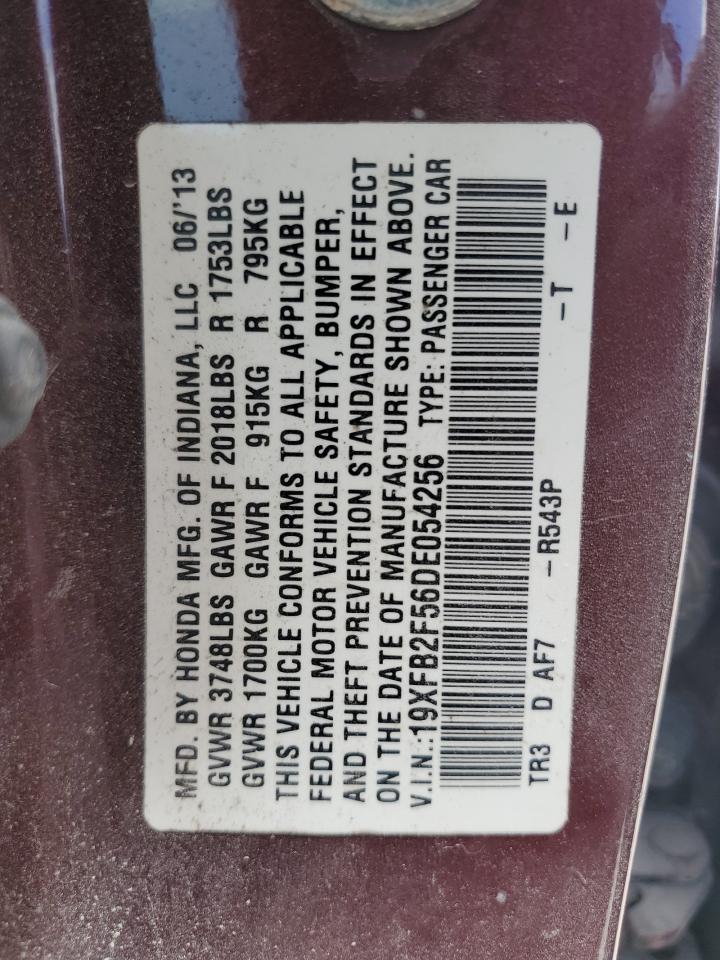 MFD. BY HONDA MFG. OF INDIANA, LLC 06/'13
GVWR 3748LBS GAWR F 2018LBS R 1753LBS
GVWR 1700KG GAWR F 915KG R 795KG
THIS VEHICLE CONFORMS TO ALL APPLICABLE
FEDERAL MOTOR VEHICLE SAFETY, BUMPER,
AND THEFT PREVENTION STANDARDS IN EFFECT
ON THE DATE OF MANUFACTURE SHOWN ABOVE.
V.I.N.:19XFB2F56DE054256 TYPE: PASSENGER CAR
TR3 D AF7 –R543P –T –E